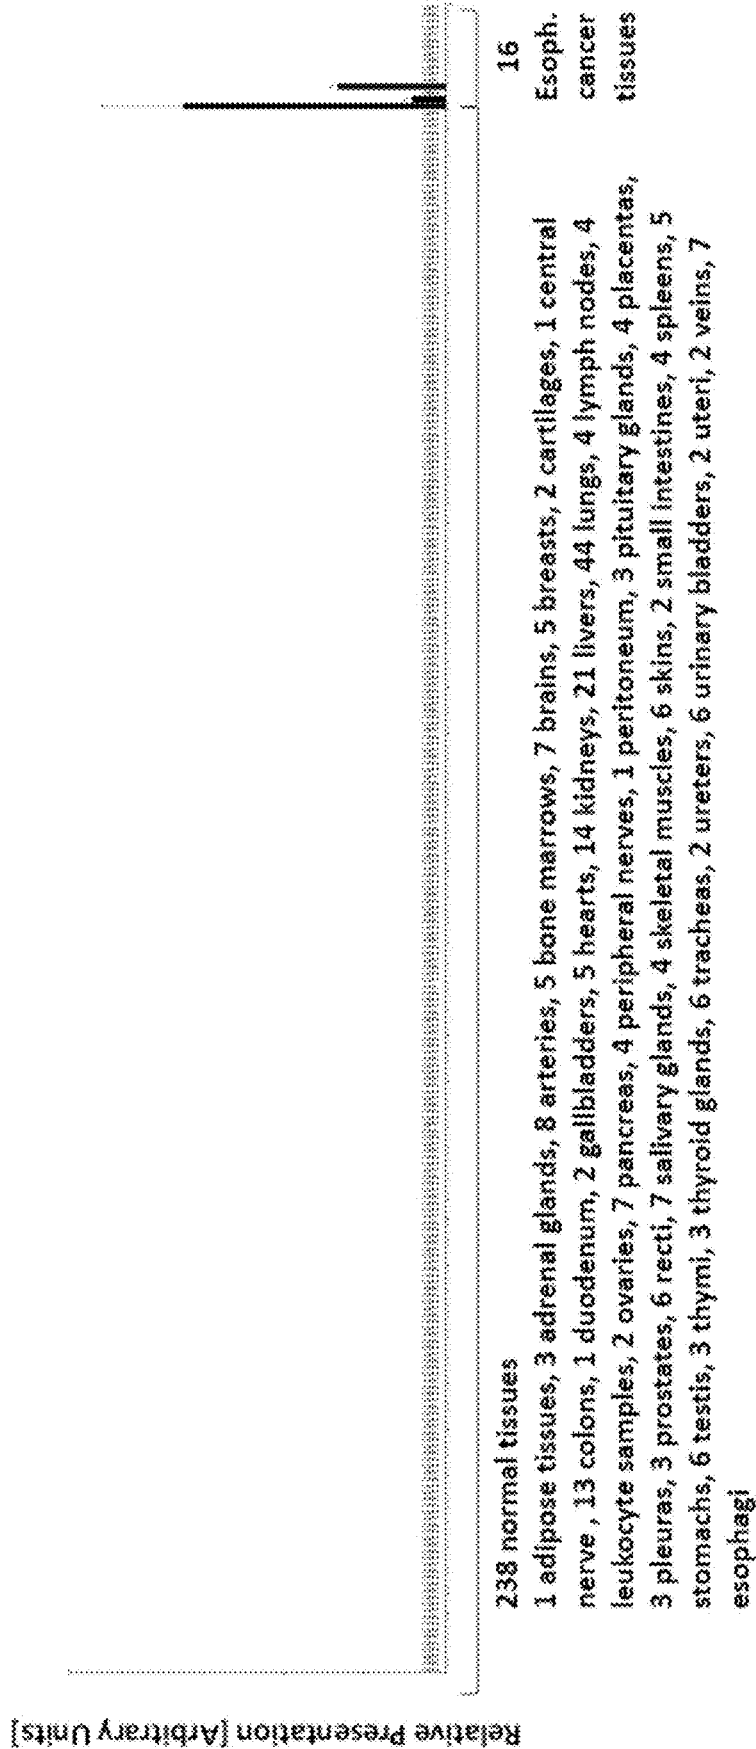 Relative Presentation [Arbitrary Units]
238 normal tissues
1 adipose tissues, 3 adrenal glands, 8 arteries, 5 bone marrows, 7 brains, 5 breasts, 2 cartilages, 1 central
nerve , 13 colons, 1 duodenum, 2 gallbladders, 5 hearts, 14 kidneys, 21 livers, 44 lungs, 4 lymph nodes, 4
leukocyte samples, 2 ovaries, 7 pancreas, 4 peripheral nerves, 1 peritoneum, 3 pituitary glands, 4 placentas,
3 pleuras, 3 prostates, 6 recti, 7 salivary glands, 4 skeletal muscles, 6 skins, 2 small intestines, 4 spleens, 5
stomachs, 6 testis, 3 thymi, 3 thyroid glands, 6 tracheas, 2 ureters, 6 urinary bladders, 2 uteri, 2 veins, 7
esophagi
16
Esoph.
cancer
tissues